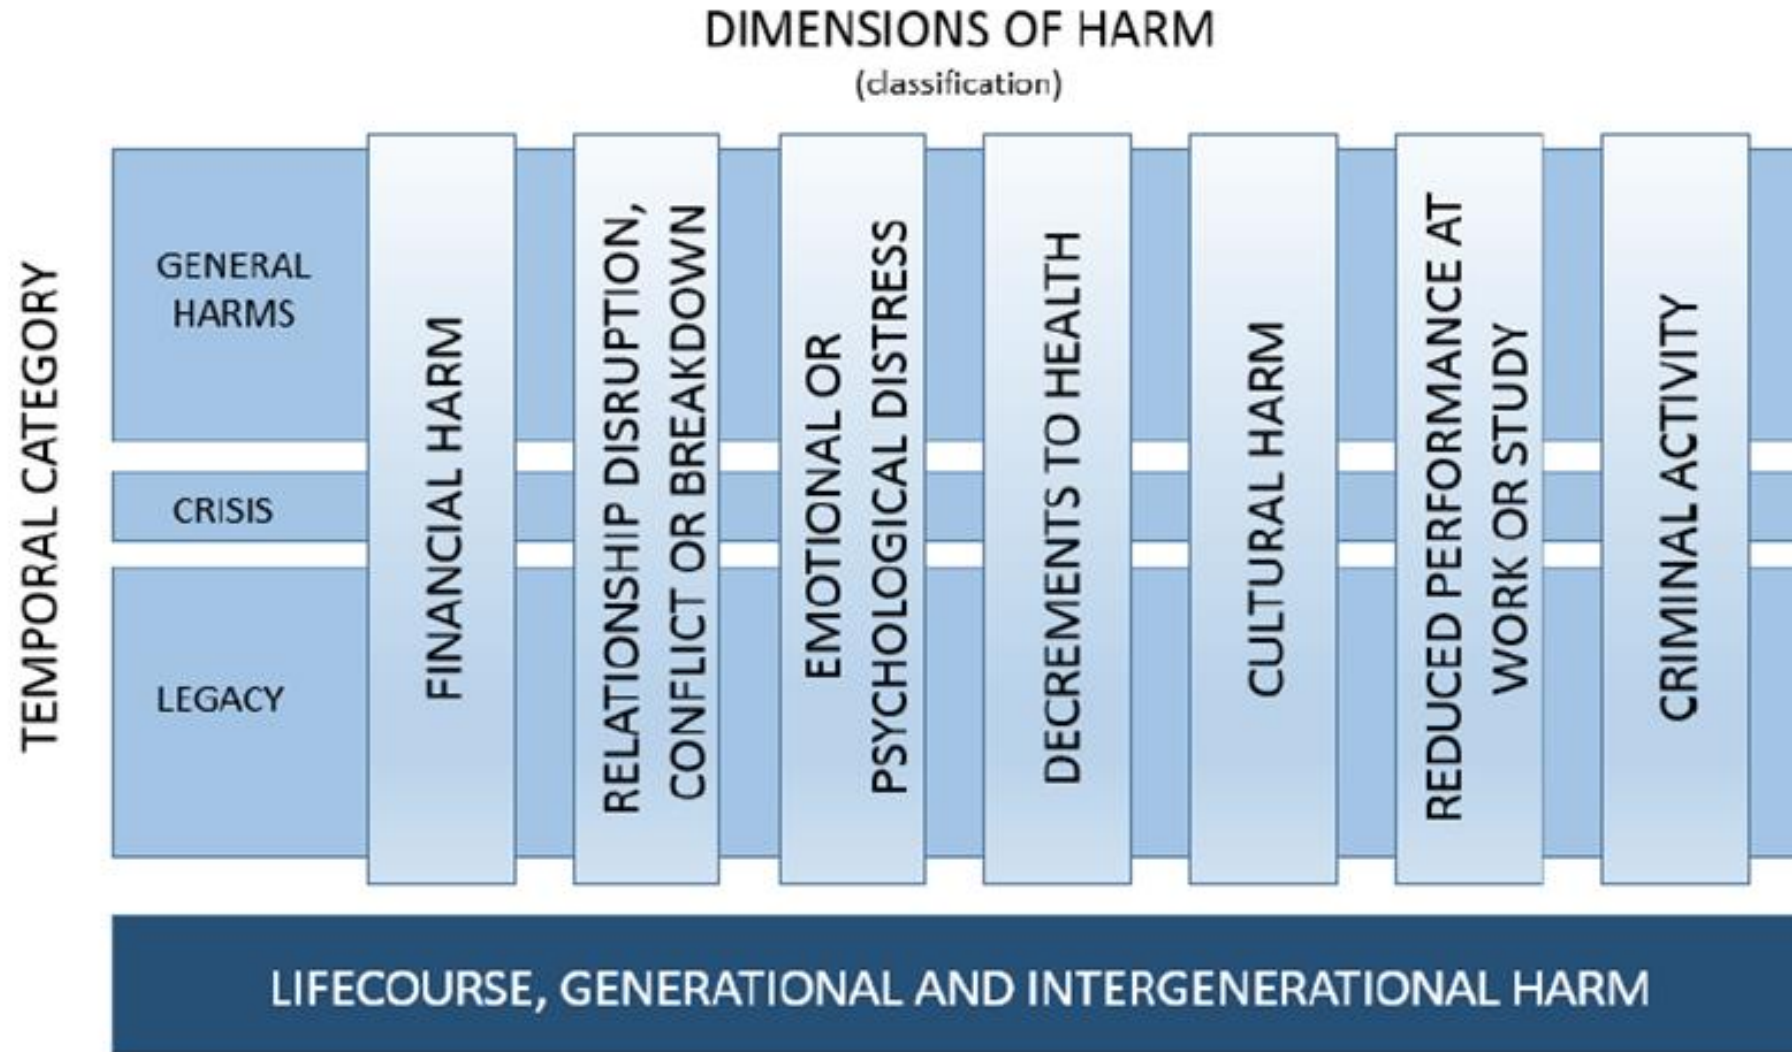 DIMENSIONS OF HARM
(classification)
TEMPORAL CATEGORY
GENERAL
HARMS
CRISIS
LEGACY
FINANCIAL HARM
RELATIONSHIP DISRUPTION,
CONFLICT OR BREAKDOWN
EMOTIONAL OR
PSYCHOLOGICAL DISTRESS
DECREMENTS TO HEALTH
CULTURAL HARM
REDUCED PERFORMANCE AT
WORK OR STUDY
CRIMINAL ACTIVITY
LIFECOURSE, GENERATIONAL AND INTERGENERATIONAL HARM